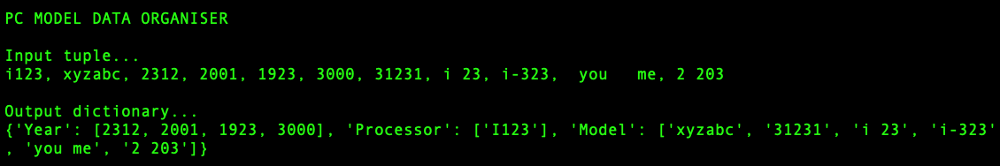 PC MODEL DATA ORGANISER
Input tuple...
i123, xyzabc, 2312, 2001, 1923, 3000, 31231, i 23, i-323,  you   me, 2 203
Output dictionary...
{'Year': [2312, 2001, 1923, 3000], 'Processor': ['I123'], 'Model': ['xyzabc', '31231', 'i 23', 'i-323'
, 'you me', '2 203']}